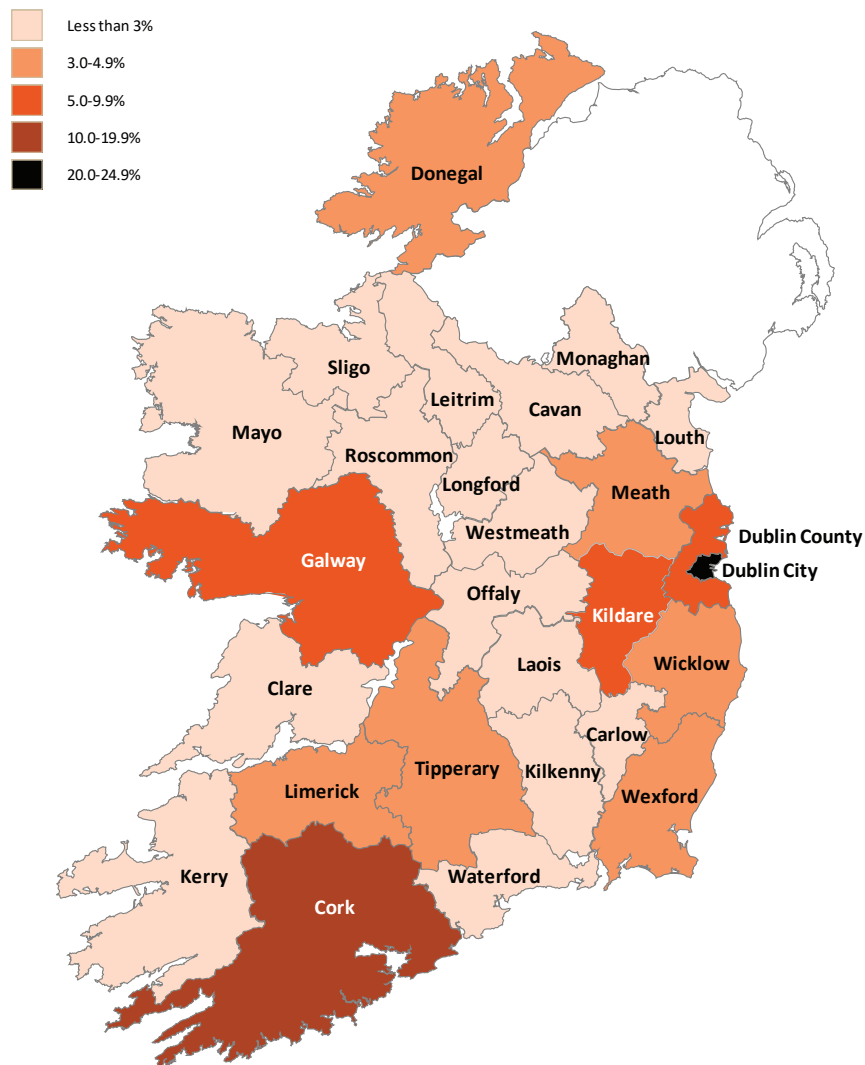 Less than 3%
3.0-4.9%
5.0-9.9%
10.0-19.9%
20.0-24.9%
Donegal
Monaghan
Sligo
Leitrim
Cavan
Mayo
Louth
Roscommon
Longford
Meath
Westmeath
Dublin County
Galway
Dublin City
Offaly
Kildare
Laois
Wicklow
Clare
Carlow
Tipperary
Kilkenny
Limerick
Wexford
Kerry
Waterford
Cork